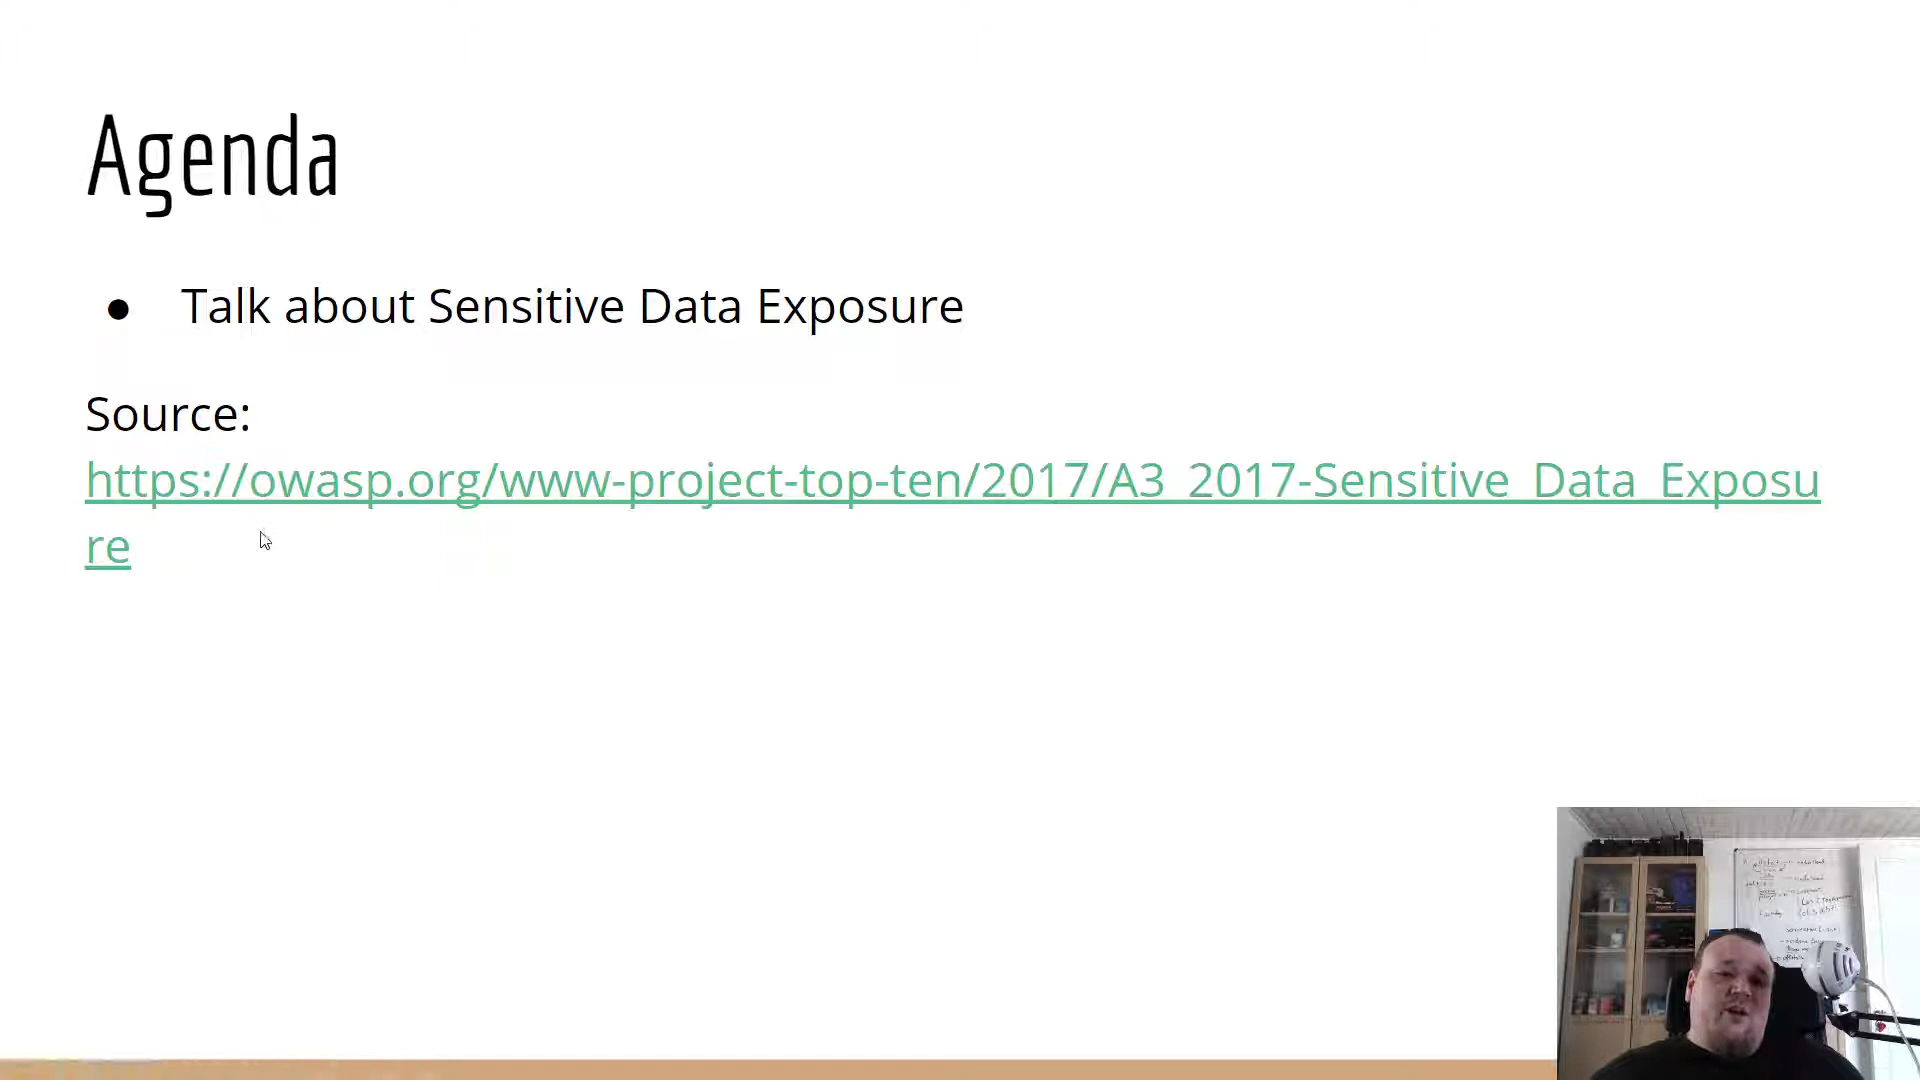 Agenda
● Talk about Sensitive Data Exposure
Source:
https://owasp.org/www-project-top-ten/2017/A3_2017-Sensitive_Data_Exposu
re